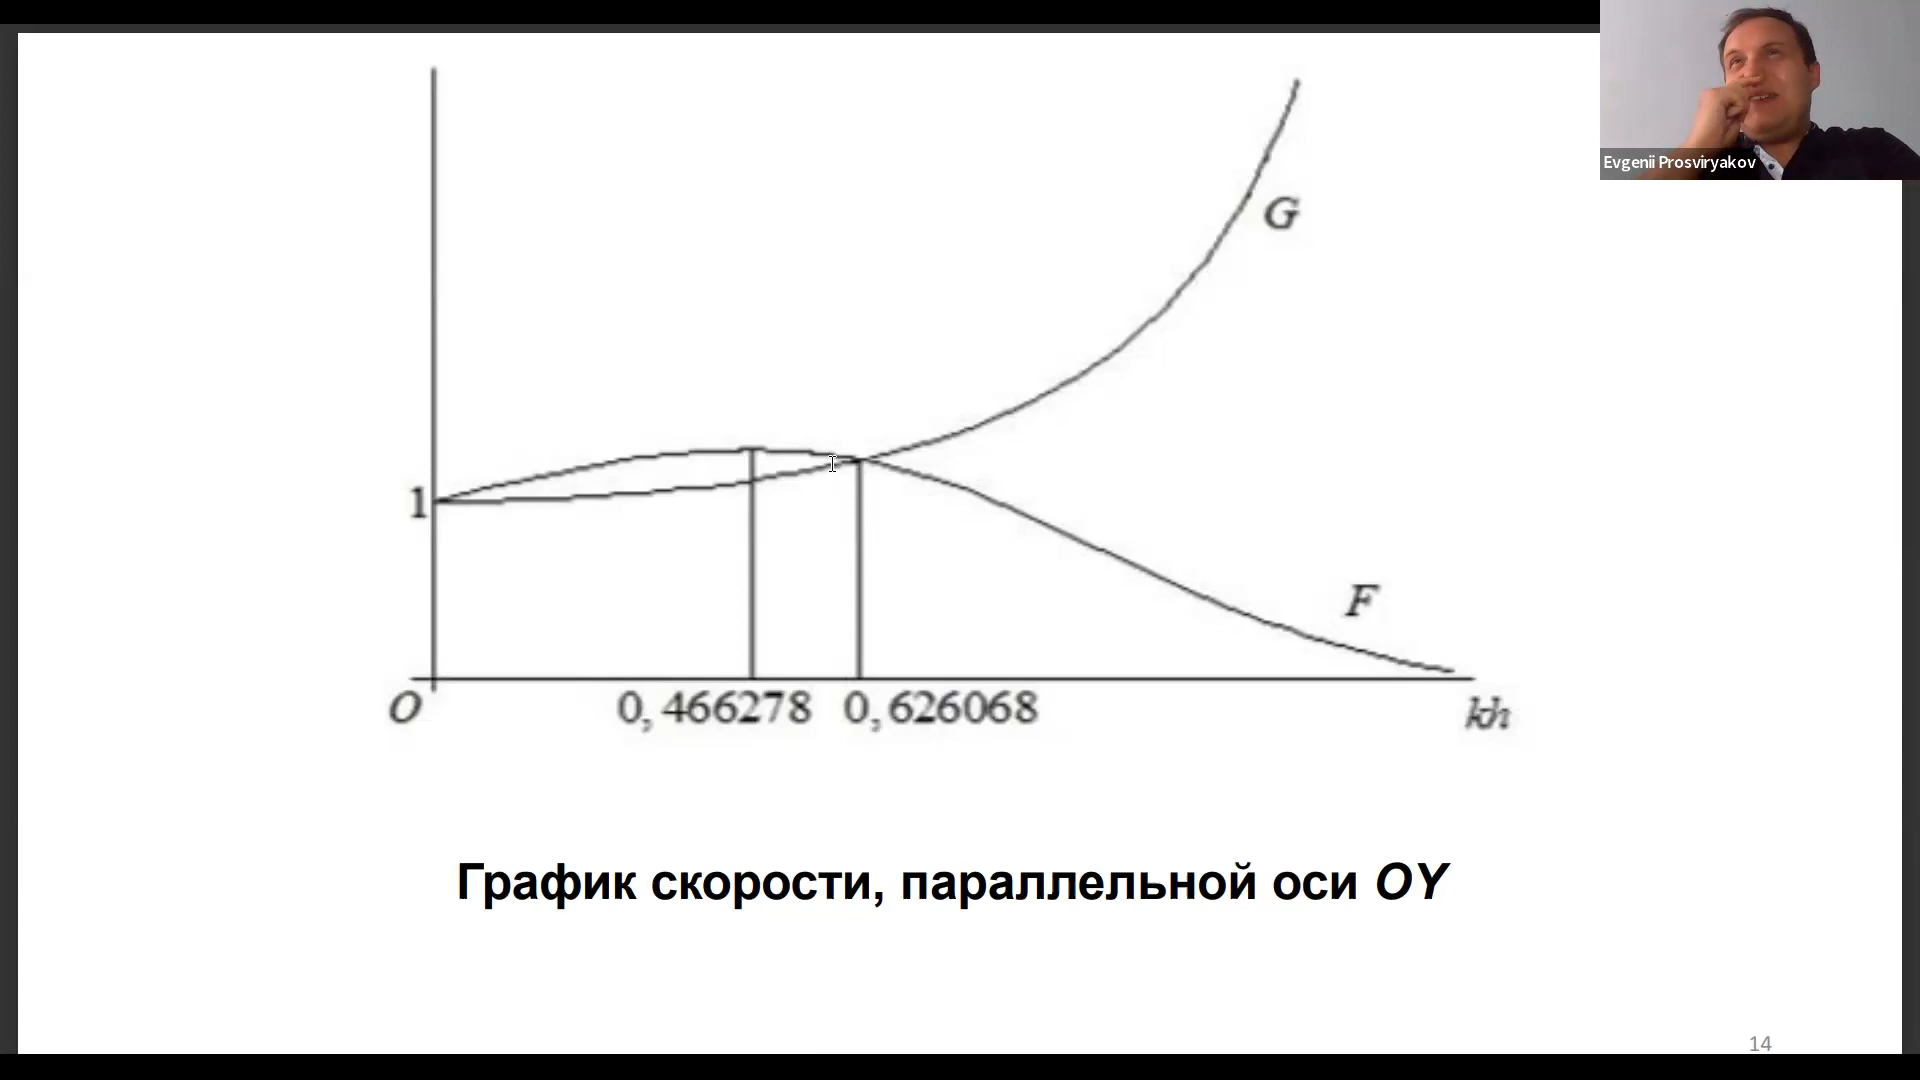 Evgenii Prosviryakov
G
1
F
O
0, 466278
0, 626068
kh
График скорости, параллельной оси OY
14